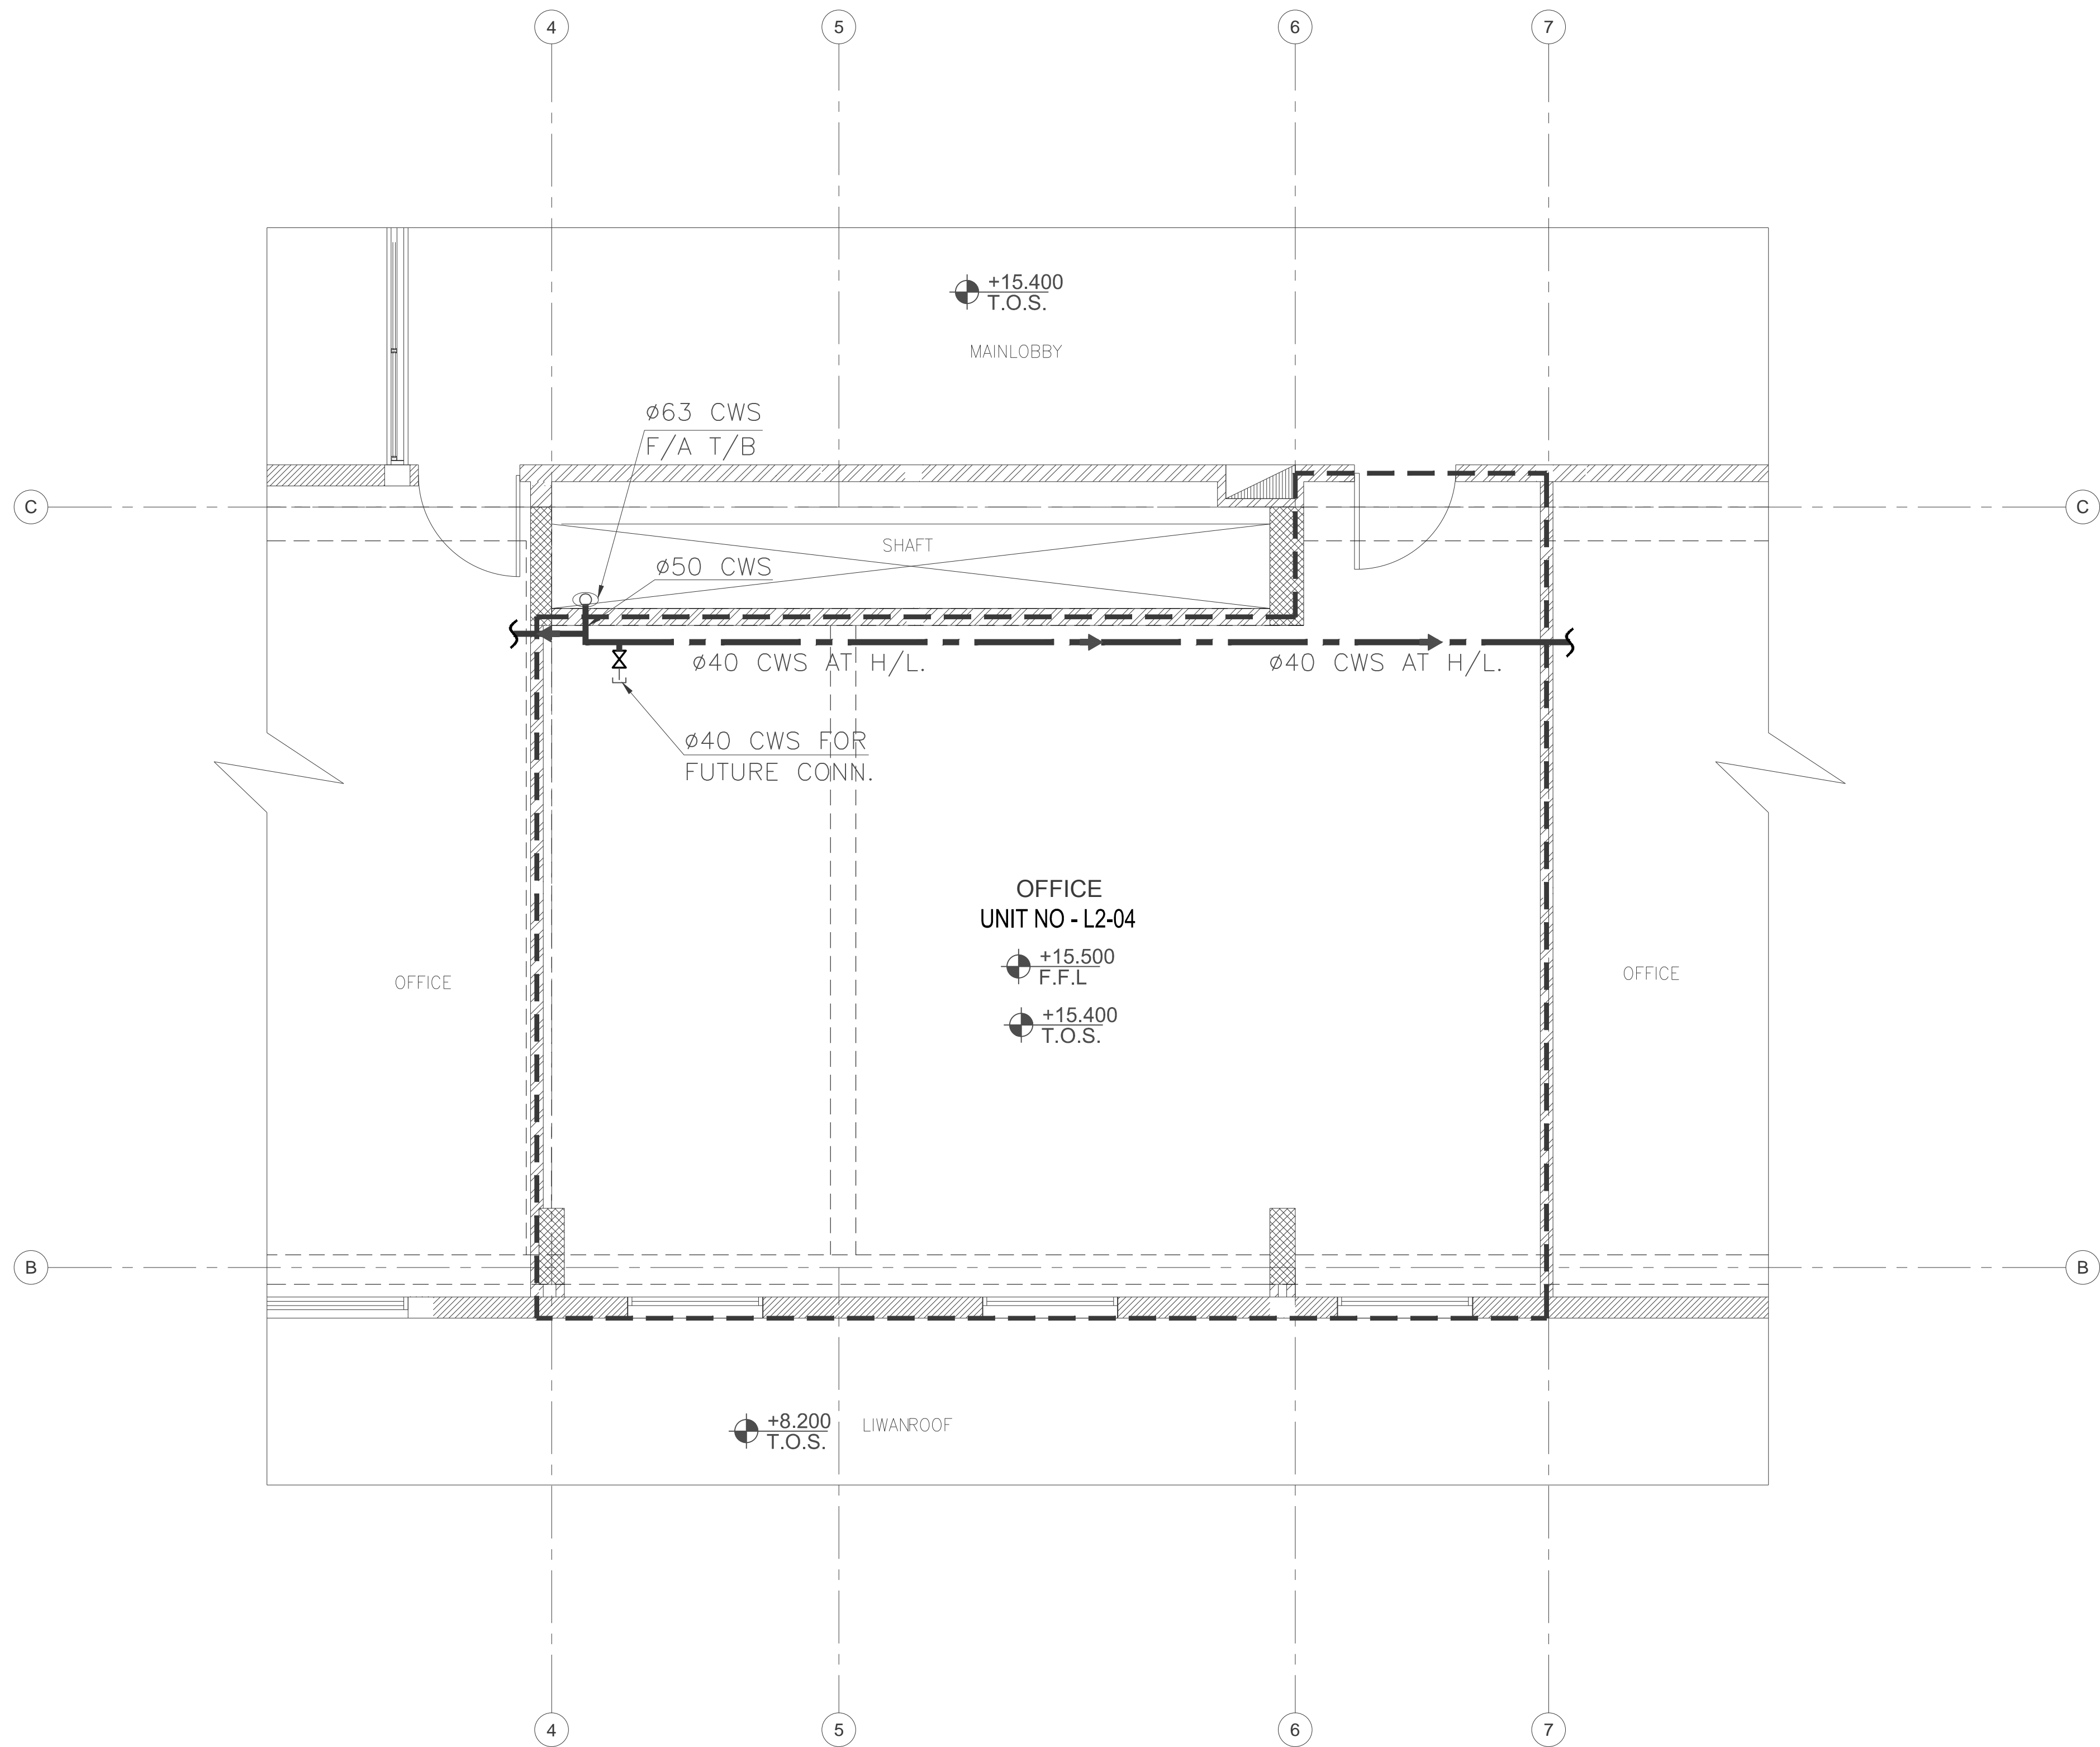 4 5 6 7
+15.400
T.O.S.
MAINLOBBY
ø63 CWS
F/A T/B
C C
SHAFT
ø50 CWS
ø40 CWS AT H/L. ø40 CWS AT H/L.
ø40 CWS FOR
FUTURE CONN.
OFFICE
UNIT NO - L2-04
+15.500
F.F.L
OFFICE OFFICE
+15.400
T.O.S.
B B
+8.200
T.O.S.
LIWANROOF
4 5 6 7